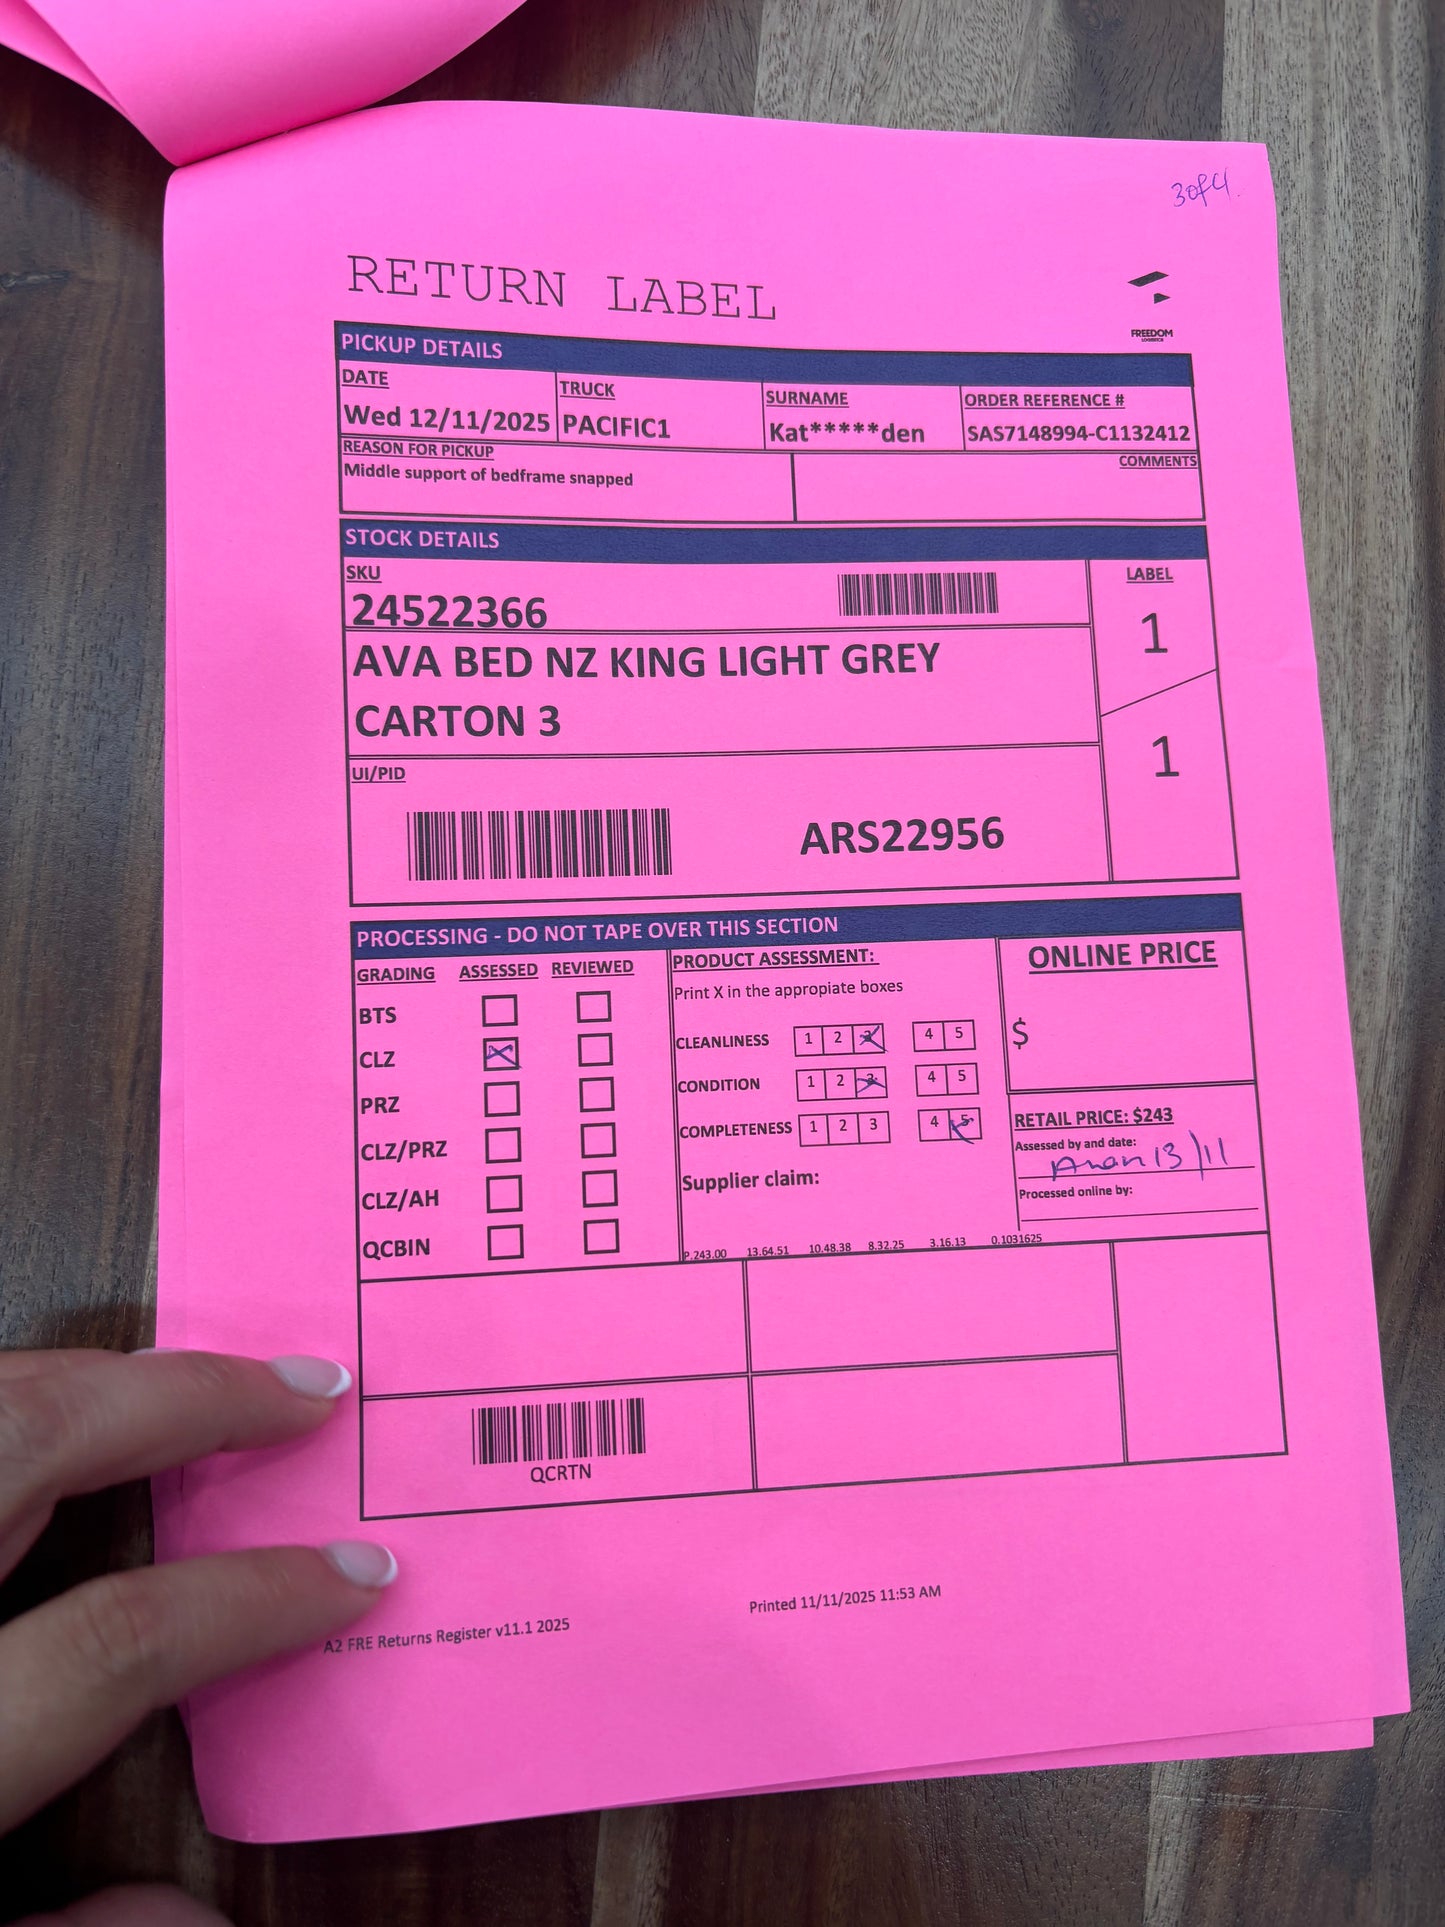 3 of 4
RETURN LABEL
FREEDOM
LOGISTICS
PICKUP DETAILS
DATE TRUCK SURNAME ORDER REFERENCE #
Wed 12/11/2025 PACIFIC1 Kat*****den SAS7148994-C1132412
REASON FOR PICKUP COMMENTS
Middle support of bedframe snapped
STOCK DETAILS
SKU LABEL
24522366 1
AVA BED NZ KING LIGHT GREY
CARTON 3
1
UI/PID
ARS22956
PROCESSING - DO NOT TAPE OVER THIS SECTION
GRADING ASSESSED REVIEWED
BTS
CLZ X
PRZ
CLZ/PRZ
CLZ/AH
QCBIN
PRODUCT ASSESSMENT:
Print X in the appropiate boxes
CLEANLINESS 1 2 3 4 5
CONDITION 1 2 3 4 5
COMPLETENESS 1 2 3 4 5
Supplier claim:
P.243.00 13.64.51 10.48.38 8.32.25 3.16.13 0.1031625
ONLINE PRICE
$
RETAIL PRICE: $243
Assessed by and date:
13/11
Processed online by:
QCRTN
Printed 11/11/2025 11:53 AM
A2 FRE Returns Register v11.1 2025